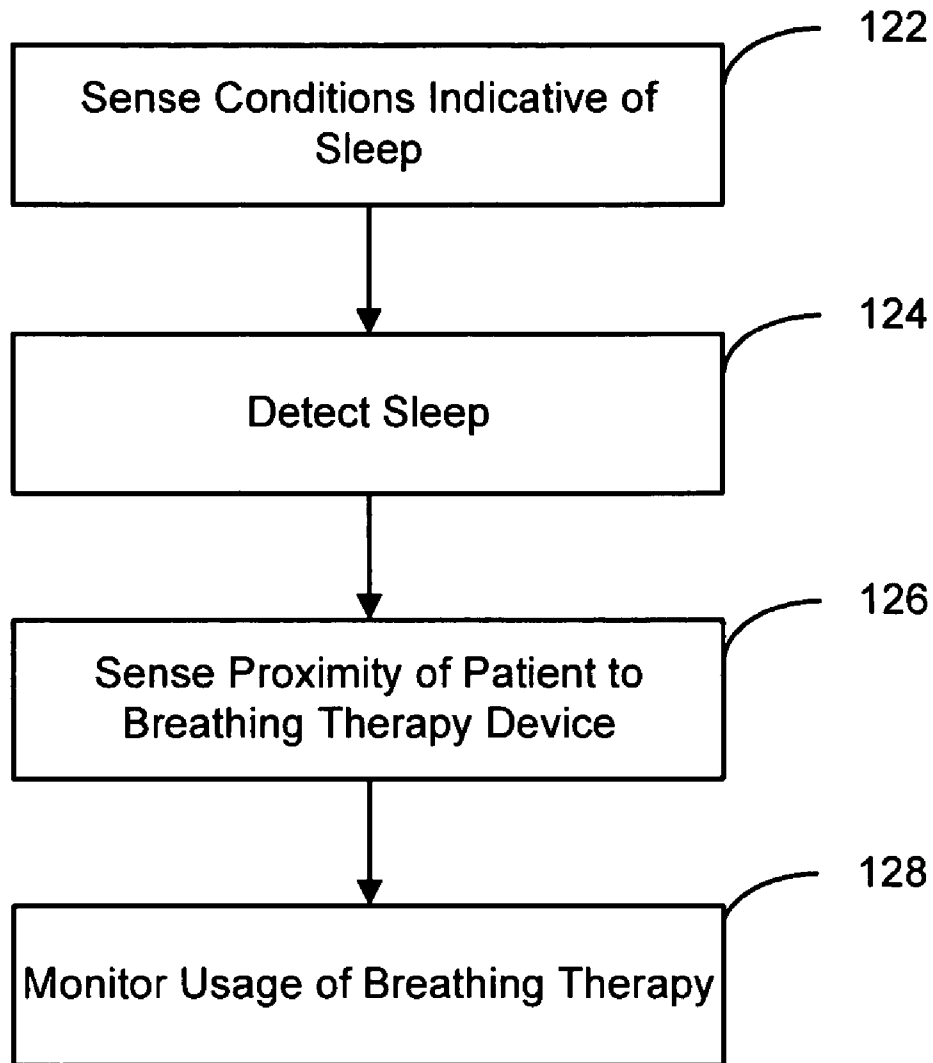 122
Sense Conditions Indicative of
Sleep
124
Detect Sleep
126
Sense Proximity of Patient to
Breathing Therapy Device
128
Monitor Usage of Breathing Therapy